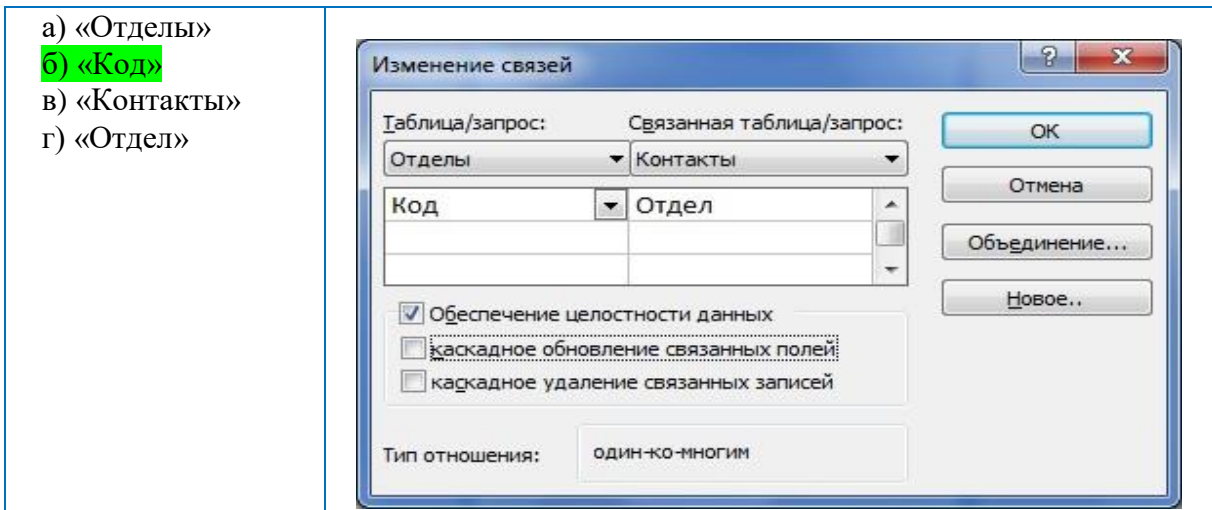 а) «Отделы»
б) «Код»
в) «Контакты»
г) «Отдел»
Изменение связей
Таблица/запрос: Связанная таблица/запрос:
Отделы Контакты
Код Отдел
Обеспечение целостности данных
каскадное обновление связанных полей
каскадное удаление связанных записей
Тип отношения: один-ко-многим
ОК
Отмена
Объединение...
Новое..